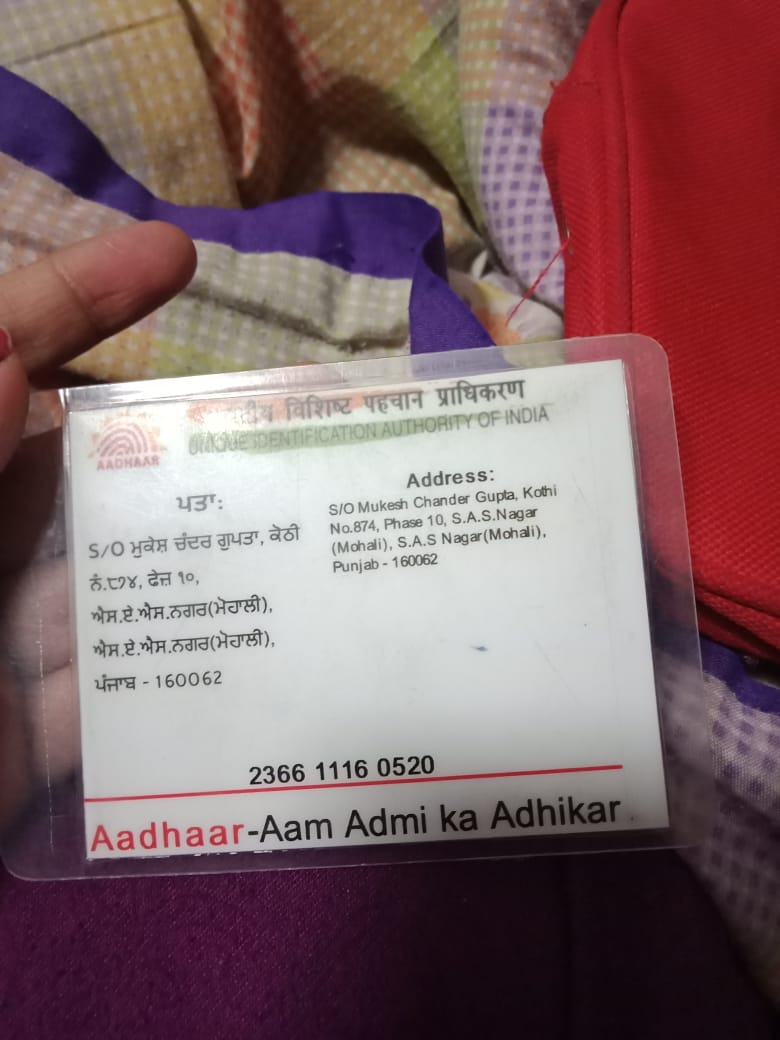 विशिष्ट पहचान प्राधिकरण
UNIQUE IDENTIFICATION AUTHORITY OF INDIA
AADHAAR
ਪਤਾ:
S/O ਮੁਕੇਸ਼ ਚੰਦਰ ਗੁਪਤਾ, ਕੋਠੀ
ਨੰ.੮੭੪, ਫੇਜ਼ ੧੦,
ਐਸ.ਏ.ਐਸ.ਨਗਰ(ਮੋਹਾਲੀ),
ਐਸ.ਏ.ਐਸ.ਨਗਰ(ਮੋਹਾਲੀ),
ਪੰਜਾਬ - 160062
Address:
S/O Mukesh Chander Gupta, Kothi
No.874, Phase 10, S.A.S.Nagar
(Mohali), S.A.S Nagar(Mohali),
Punjab - 160062
2366 1116 0520
Aadhaar-Aam Admi ka Adhikar